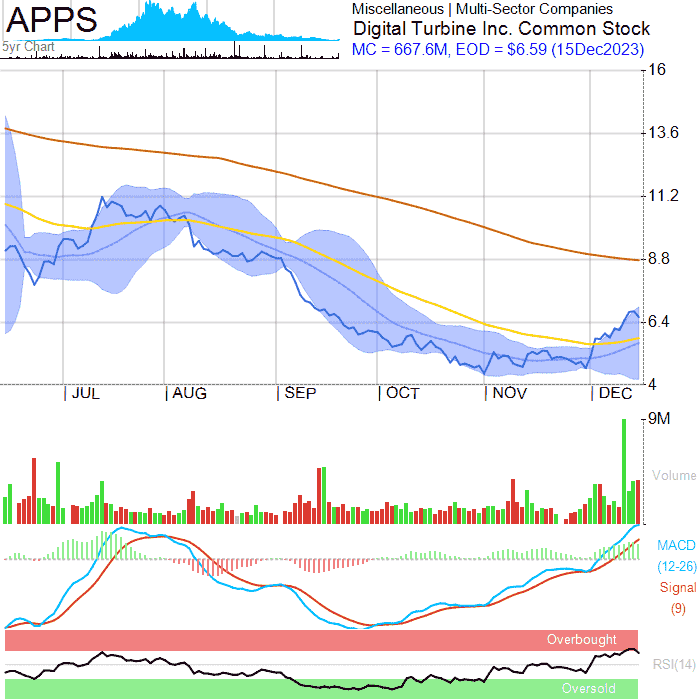 APPS
5yr Chart
Miscellaneous | Multi-Sector Companies
Digital Turbine Inc. Common Stock
MC = 667.6M, EOD = $6.59 (15Dec2023)
16
13.6
11.2
8.8
6.4
4
JUL
AUG
SEP
OCT
NOV
DEC
9M
Volume
MACD
(12-26)
Signal
(9)
Overbought
RSI(14)
Oversold